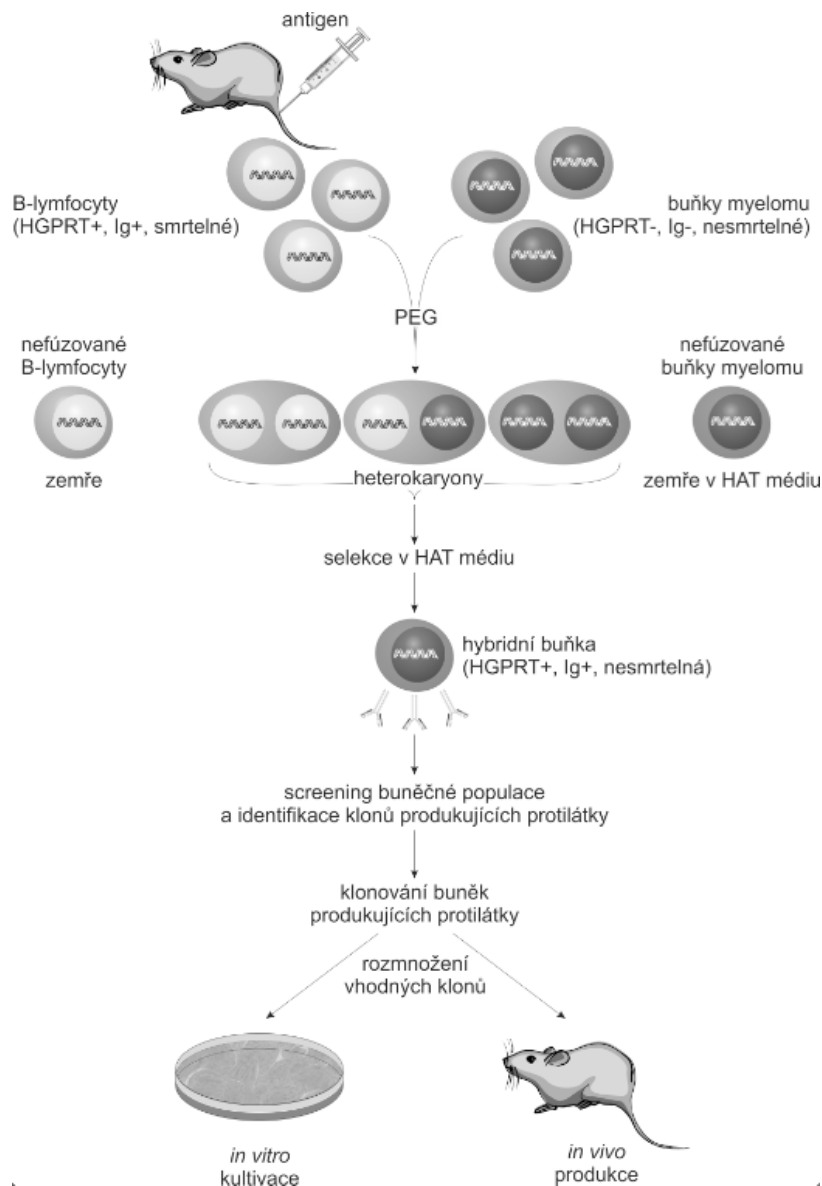 antigen
B-lymfocyty
(HGPRT+, Ig+, smrtelné)
buňky myelomu
(HGPRT-, Ig-, nesmrtelné)
PEG
nefúzované
B-lymfocyty
nefúzované
buňky myelomu
zemře
heterokaryony
zemře v HAT médiu
selekce v HAT médiu
hybridní buňka
(HGPRT+, Ig+, nesmrtelná)
screening buněčné populace
a identifikace klonů produkujících protilátky
klonování buněk
produkujících protilátky
rozmnožení
vhodných klonů
in vitro
kultivace
in vivo
produkce